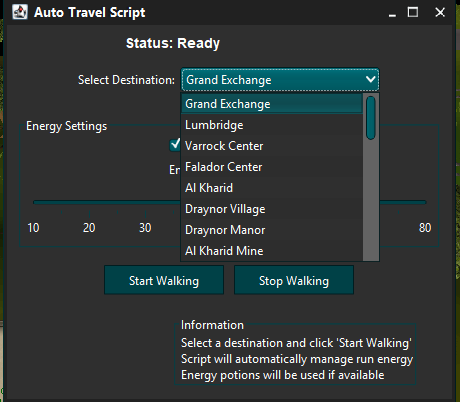 Auto Travel Script
Status: Ready
Select Destination: Grand Exchange
Grand Exchange
Lumbridge
Varrock Center
Falador Center
Al Kharid
Draynor Village
Draynor Manor
Al Kharid Mine
Energy Settings
En
10 20 30 80
Start Walking Stop Walking
Information
Select a destination and click 'Start Walking'
Script will automatically manage run energy
Energy potions will be used if available